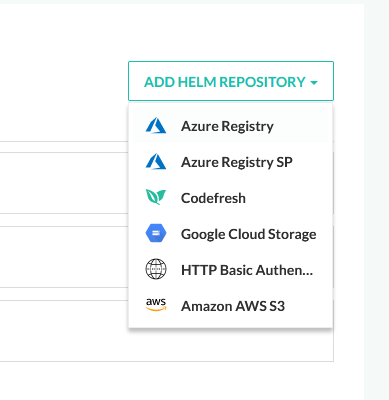 ADD HELM REPOSITORY
Azure Registry
Azure Registry SP
Codefresh
Google Cloud Storage
HTTP Basic Authen...
aws Amazon AWS S3